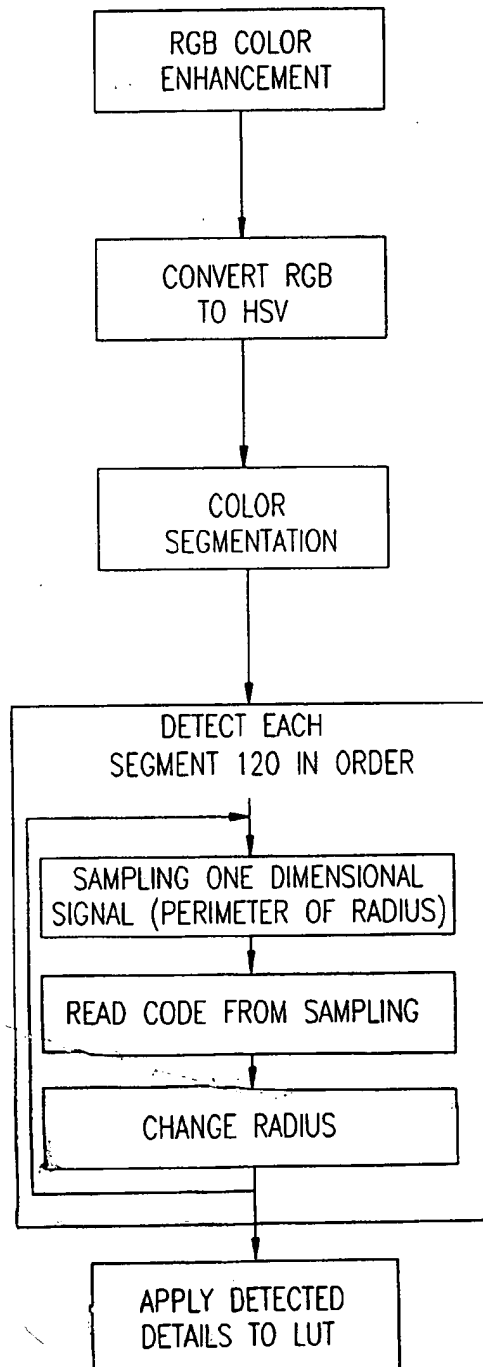 RGB COLOR
ENHANCEMENT
CONVERT RGB
TO HSV
COLOR
SEGMENTATION
DETECT EACH
SEGMENT 120 IN ORDER
SAMPLING ONE DIMENSIONAL
SIGNAL (PERIMETER OF RADIUS)
READ CODE FROM SAMPLING
CHANGE RADIUS
APPLY DETECTED
DETAILS TO LUT